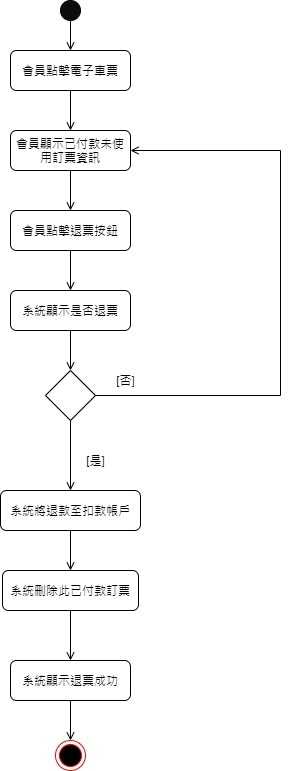 會員點擊電子車票
會員顯示已付款未使
用訂票資訊
會員點擊退票按鈕
系統顯示是否退票
[否]
[是]
系統將退款至扣款帳戶
系統刪除此已付款訂票
系統顯示退票成功